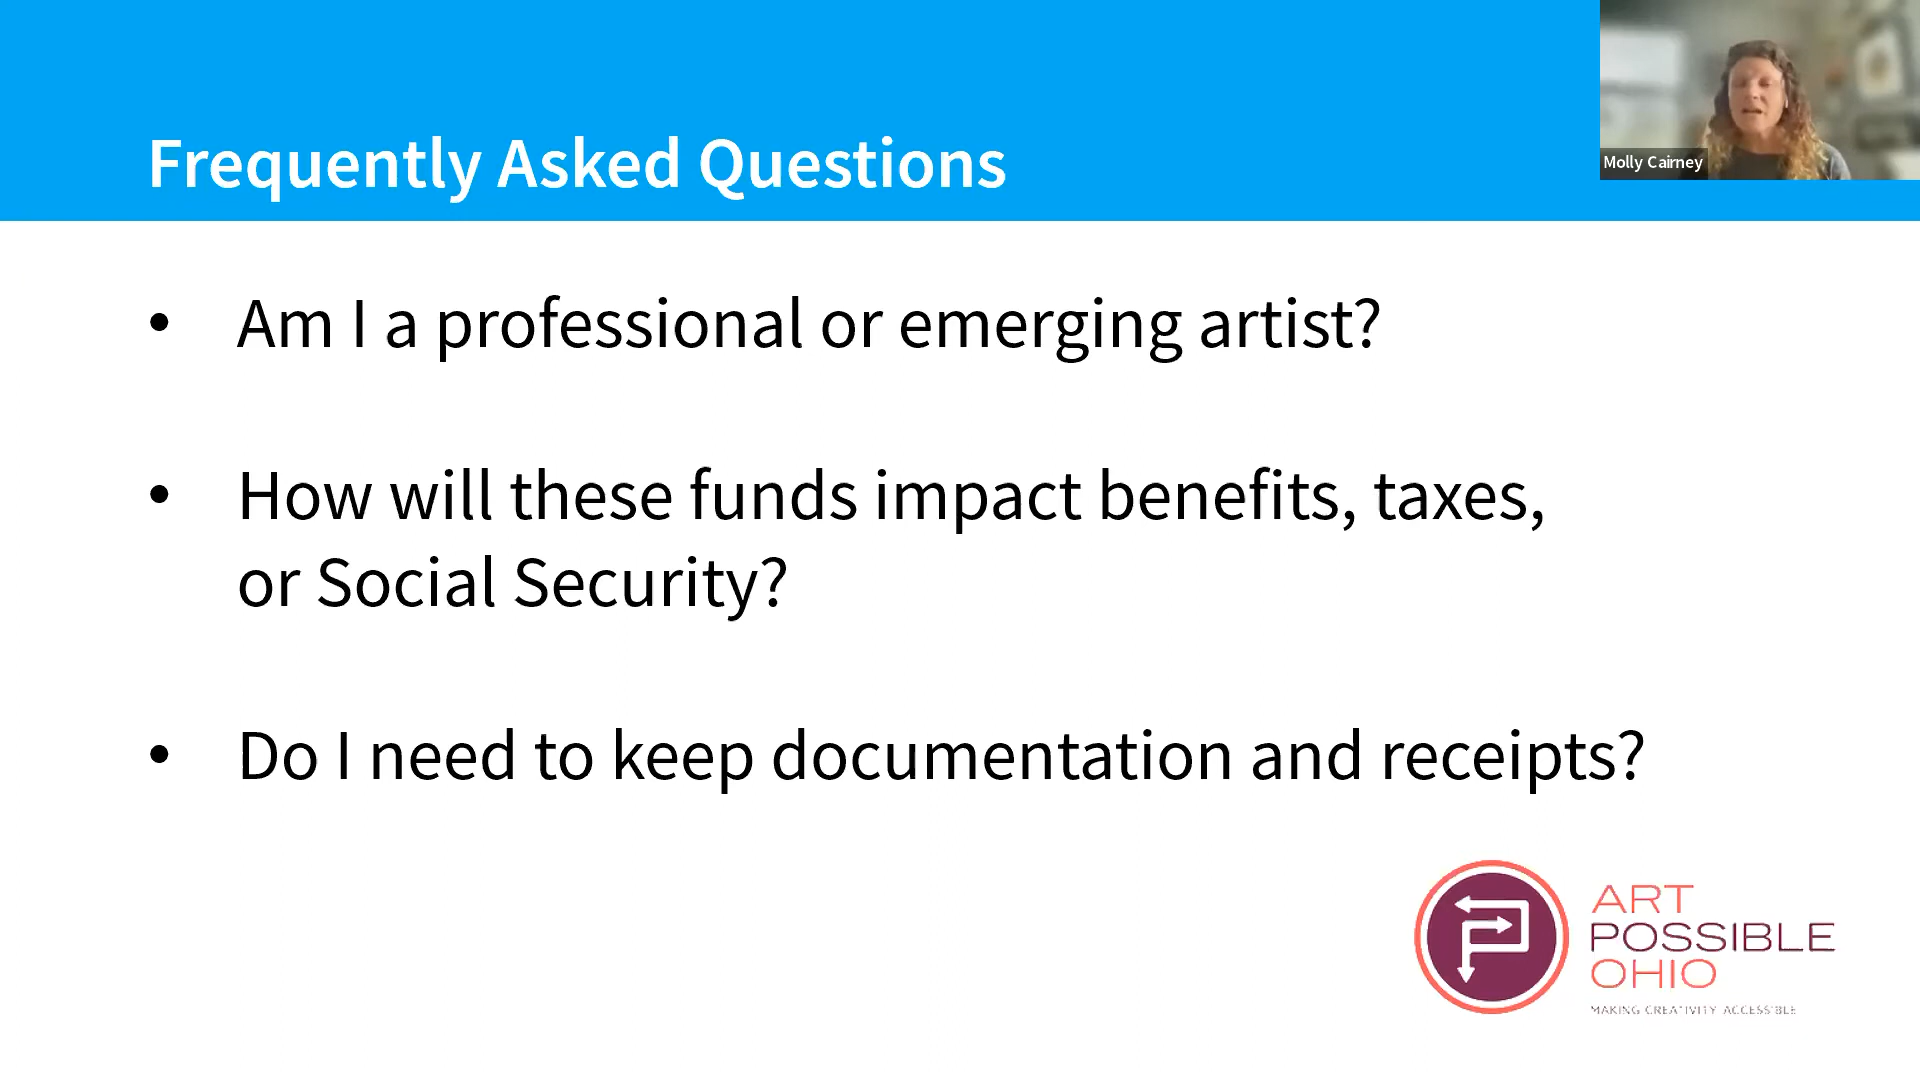 Frequently Asked Questions
Molly Cairney
• Am I a professional or emerging artist?
• How will these funds impact benefits, taxes,
or Social Security?
• Do I need to keep documentation and receipts?
ART
POSSIBLE
OHIO
MAKING CREATIVITY ACCESSIBLE